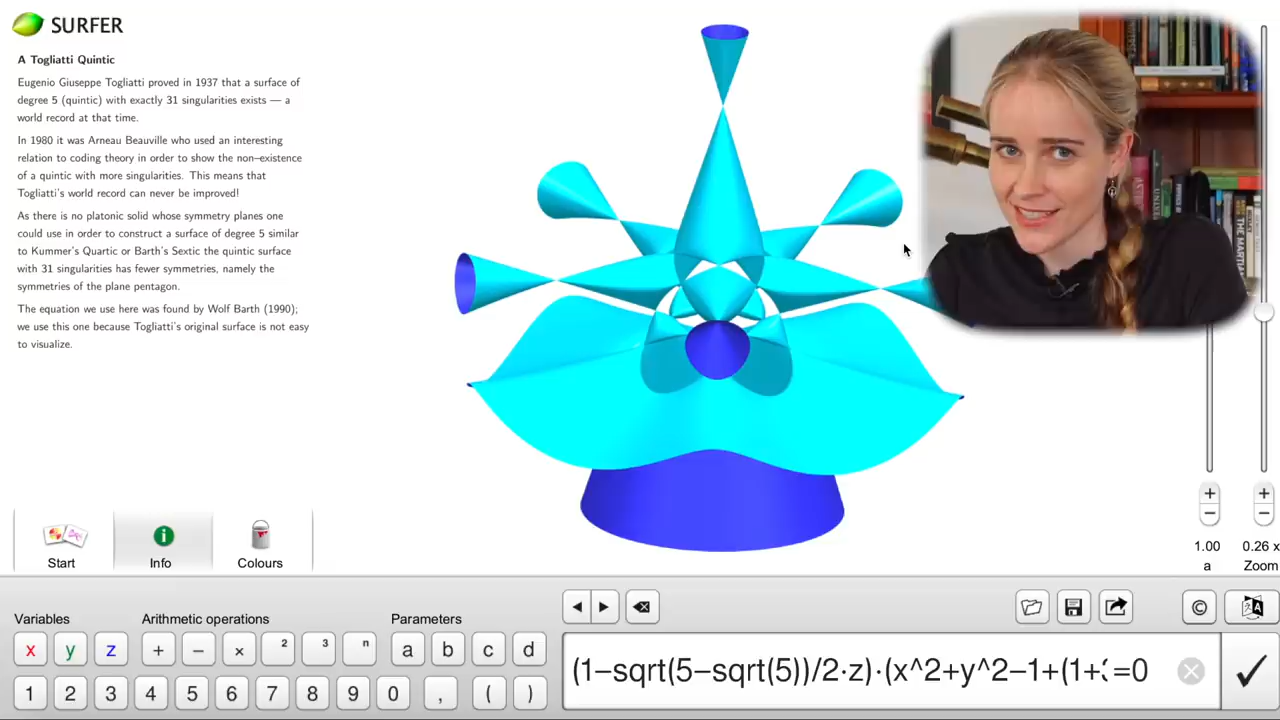 SURFER
A Togliatti Quintic
Eugenio Giuseppe Togliatti proved in 1937 that a surface of
degree 5 (quintic) with exactly 31 singularities exists — a
world record at that time.
In 1980 it was Arneau Beauville who used an interesting
relation to coding theory in order to show the non–existence
of a quintic with more singularities. This means that
Togliatti's world record can never be improved!
As there is no platonic solid whose symmetry planes one
could use in order to construct a surface of degree 5 similar
to Kummer's Quartic or Barth's Sextic the quintic surface
with 31 singularities has fewer symmetries, namely the
symmetries of the plane pentagon.
The equation we use here was found by Wolf Barth (1990);
we use this one because Togliatti's original surface is not easy
to visualize.
THE MARTIAN
Start
Info
Colours
+ +
− −
1.00 0.26 x
a Zoom
Variables Arithmetic operations Parameters
x y z + − × ² ³ ⁿ a b c d
1 2 3 4 5 6 7 8 9 0 , ( )
©
A
(1−sqrt(5−sqrt(5))/2·z)·(x^2+y^2−1+(1+ =0